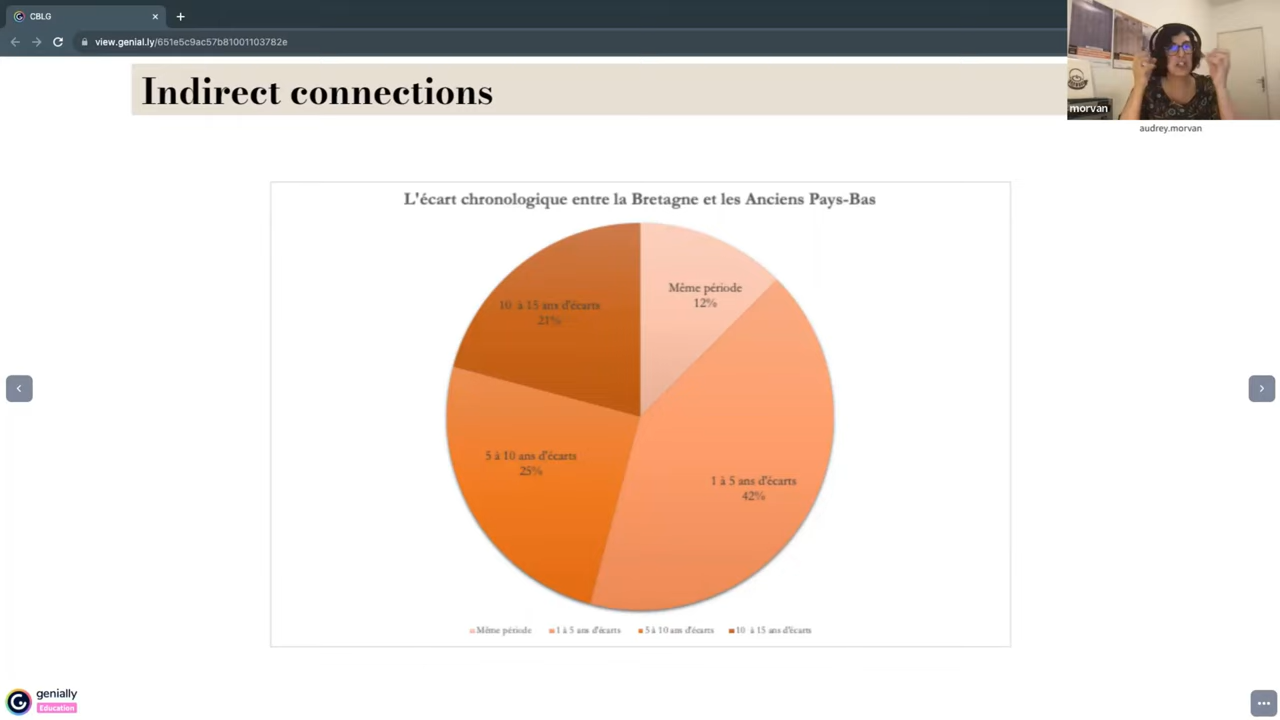 CBLG
view.genial.ly/651e5c9ac57b81001103782e
Indirect connections
morvan
audrey.morvan
L'écart chronologique entre la Bretagne et les Anciens Pays-Bas
Même période
12%
10 à 15 ans d'écarts
21%
5 à 10 ans d'écarts
25%
1 à 5 ans d'écarts
42%
Même période 1 à 5 ans d'écarts 5 à 10 ans d'écarts 10 à 15 ans d'écarts
genially
Education